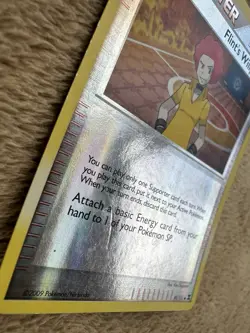 Flint's
You can play only one Supporter card each turn. When
you play this card, put it next to your Active Pokémon.
When your turn ends, discard this card.
Attach a basic Energy card from your
hand to 1 of your Pokémon SP.
©2009 Pokémon/Nintendo